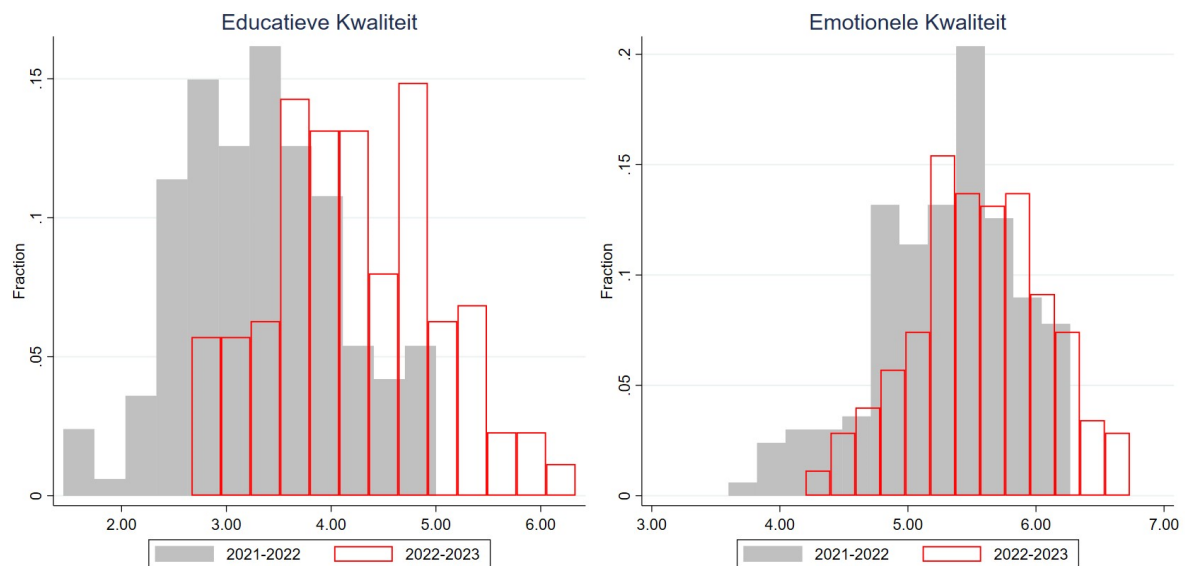 Educatieve Kwaliteit
Fraction
0
.05
.1
.15
2.00 3.00 4.00 5.00 6.00
2021-2022 2022-2023
Emotionele Kwaliteit
Fraction
0
.05
.1
.15
.2
3.00 4.00 5.00 6.00 7.00
2021-2022 2022-2023